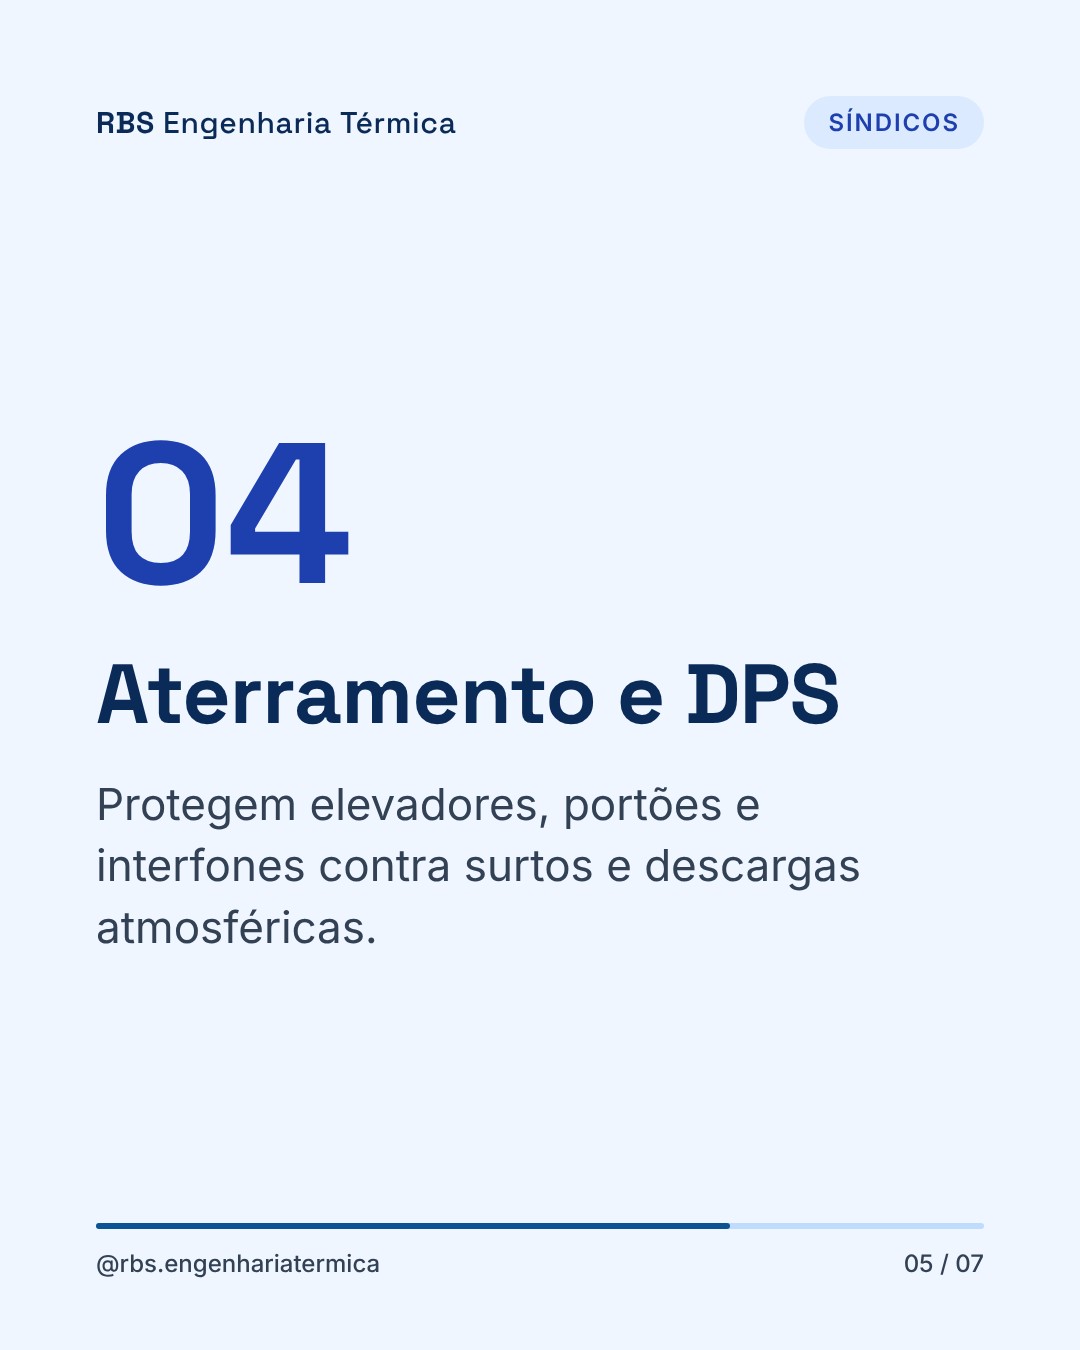 RBS Engenharia Térmica
SÍNDICOS
04
Aterramento e DPS
Protegem elevadores, portões e
interfones contra surtos e descargas
atmosféricas.
@rbs.engenhariatermica
05 / 07